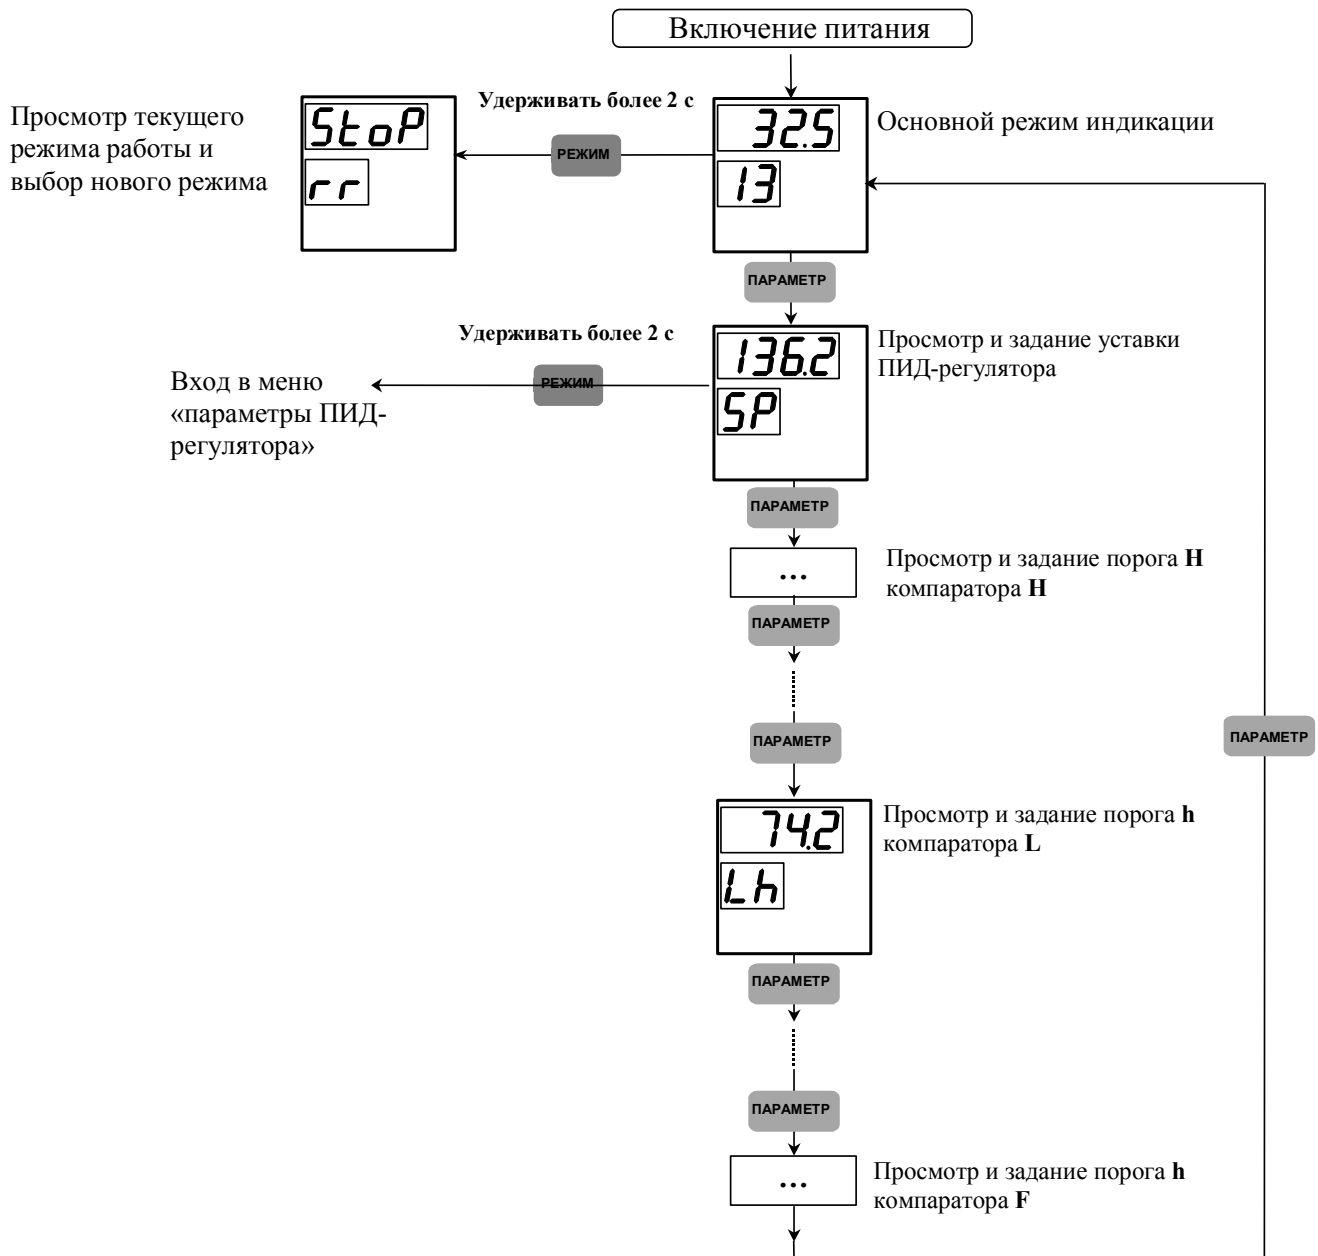 Включение питания
Просмотр текущего
режима работы и
выбор нового режима
StoP
rr
Удерживать более 2 с
РЕЖИМ
32.5
13
Основной режим индикации
ПАРАМЕТР
Удерживать более 2 с
РЕЖИМ
Вход в меню
«параметры ПИД-
регулятора»
136.2
SP
Просмотр и задание уставки
ПИД-регулятора
ПАРАМЕТР
...
Просмотр и задание порога H
компаратора H
ПАРАМЕТР
ПАРАМЕТР
ПАРАМЕТР
74.2
Lh
Просмотр и задание порога h
компаратора L
ПАРАМЕТР
ПАРАМЕТР
...
Просмотр и задание порога h
компаратора F